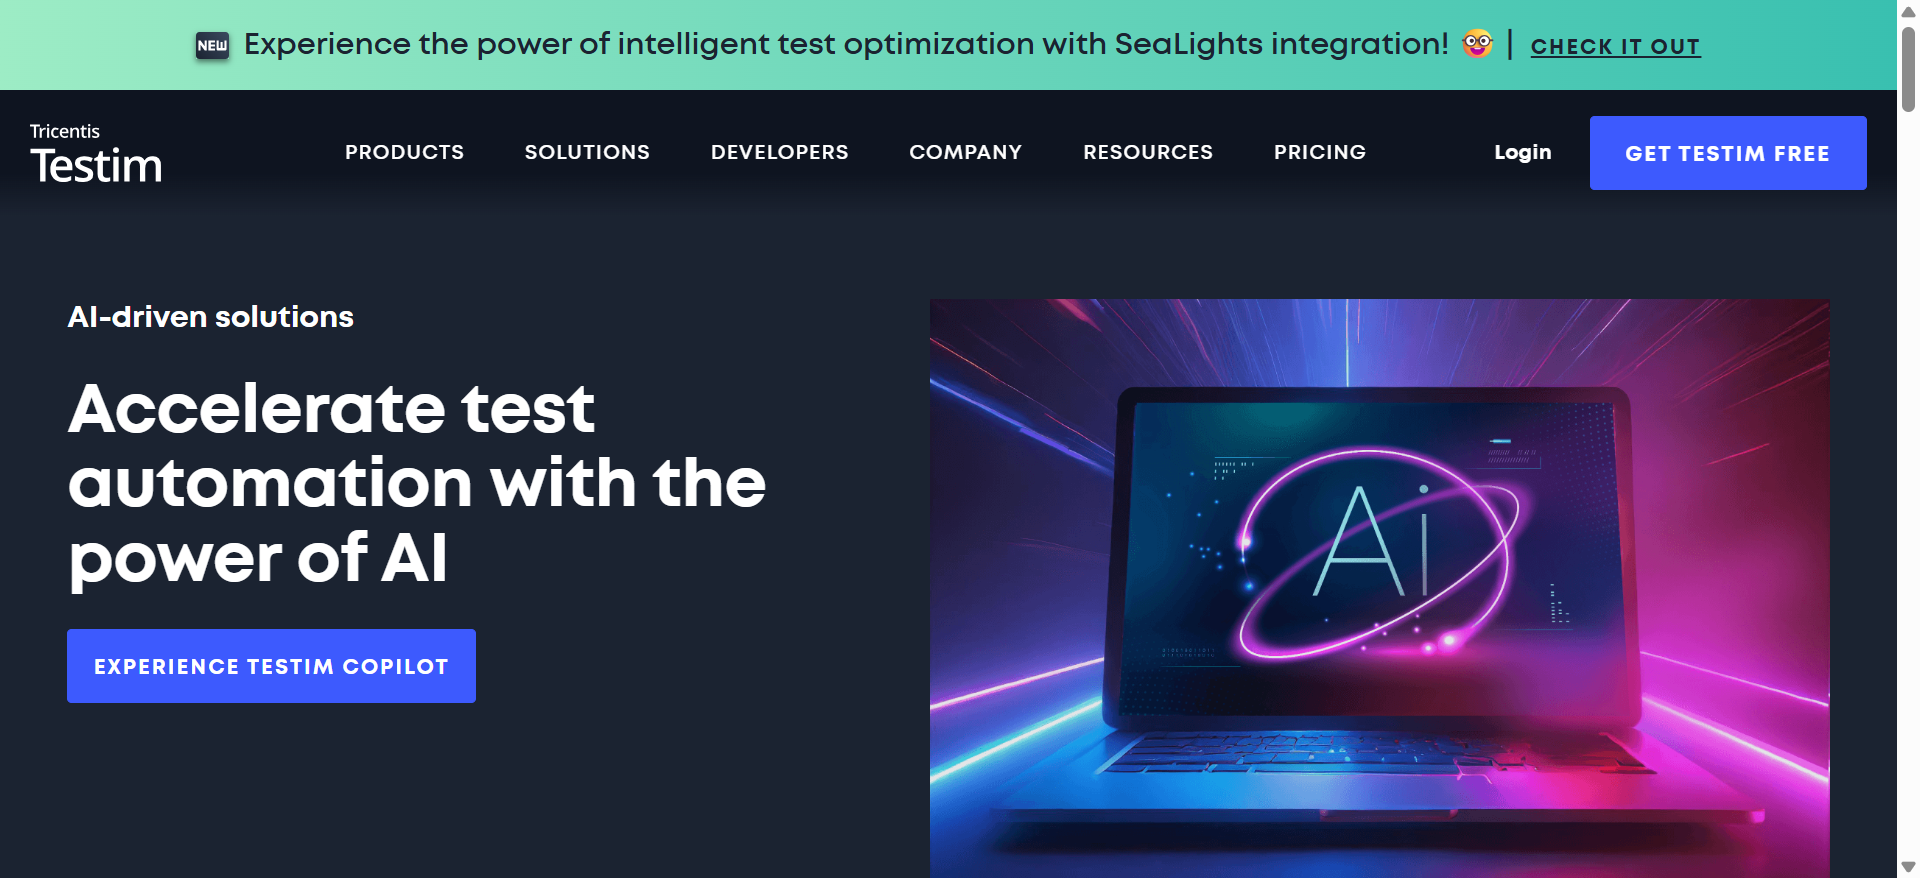 NEW Experience the power of intelligent test optimization with SeaLights integration! 🤓 | CHECK IT OUT
Tricentis
Testim
PRODUCTS SOLUTIONS DEVELOPERS COMPANY RESOURCES PRICING Login GET TESTIM FREE
AI-driven solutions
Accelerate test
automation with the
power of AI
EXPERIENCE TESTIM COPILOT
Ai